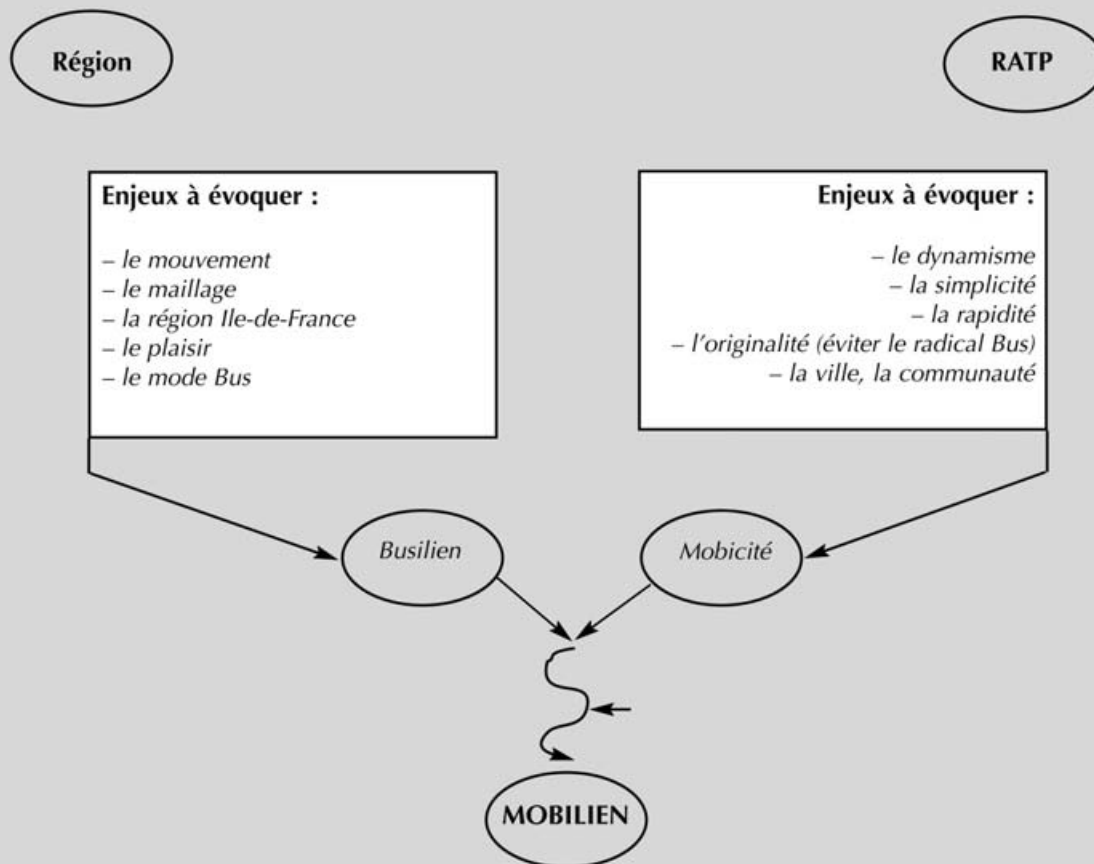 Région
RATP
Enjeux à évoquer :
– le mouvement
– le maillage
– la région Ile-de-France
– le plaisir
– le mode Bus
Enjeux à évoquer :
– le dynamisme
– la simplicité
– la rapidité
– l'originalité (éviter le radical Bus)
– la ville, la communauté
Busilien
Mobicité
MOBILIEN